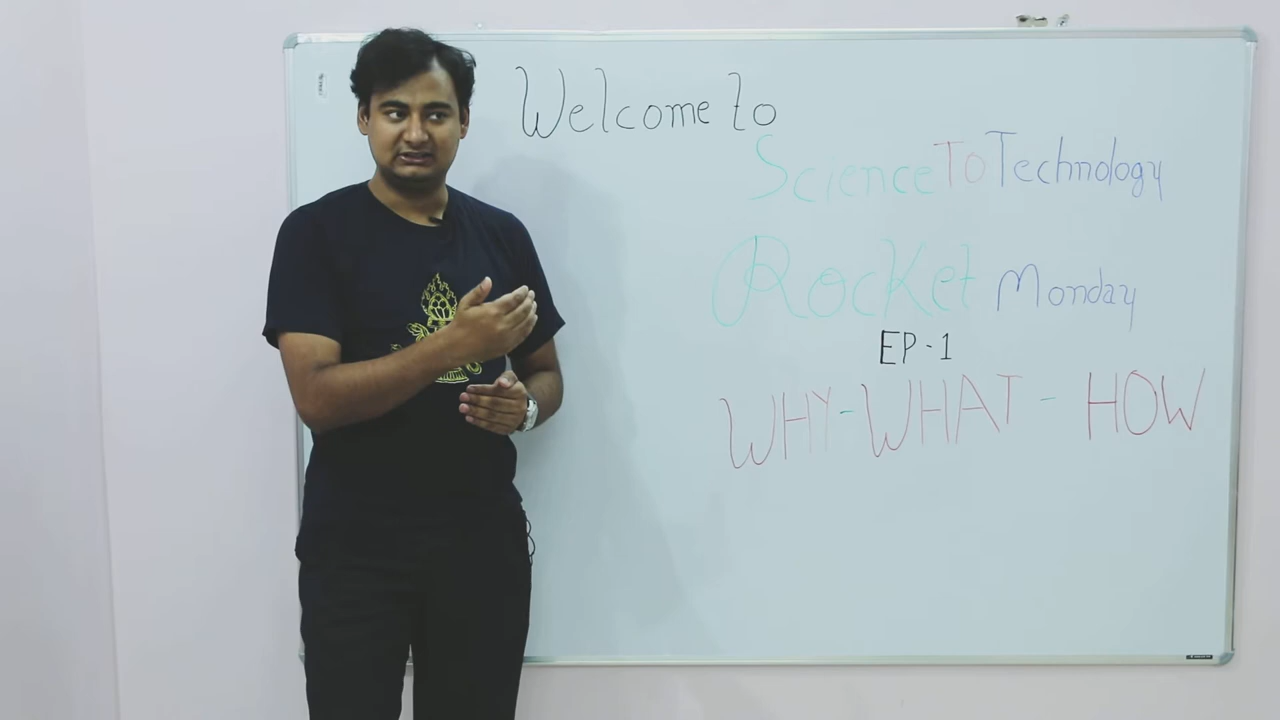 Welcome to
ScienceToTechnology
Rocket Monday
EP-1
WHY-WHAT-HOW